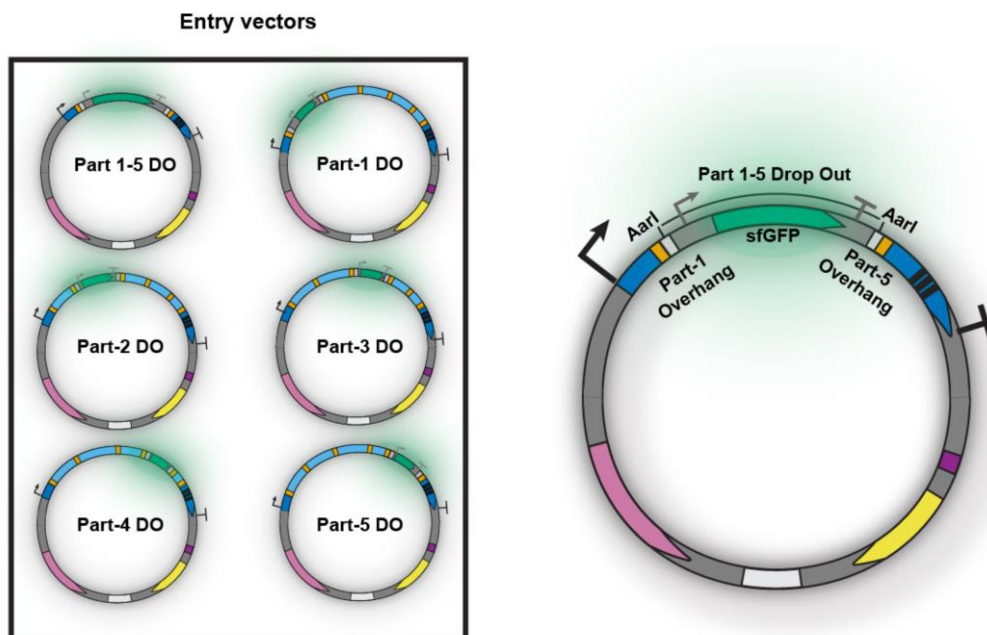 Entry vectors
Part 1-5 DO
Part-1 DO
Part-2 DO
Part-3 DO
Part-4 DO
Part-5 DO
Part 1-5 Drop Out
AarI
AarI
sfGFP
Part-1
Overhang
Part-5
Overhang